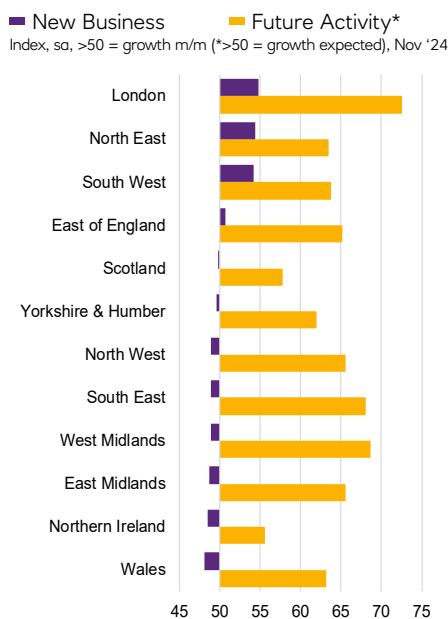 New Business Future Activity*
Index, sa, >50 = growth m/m (*>50 = growth expected), Nov ‘24
London
North East
South West
East of England
Scotland
Yorkshire & Humber
North West
South East
West Midlands
East Midlands
Northern Ireland
Wales
45 50 55 60 65 70 75